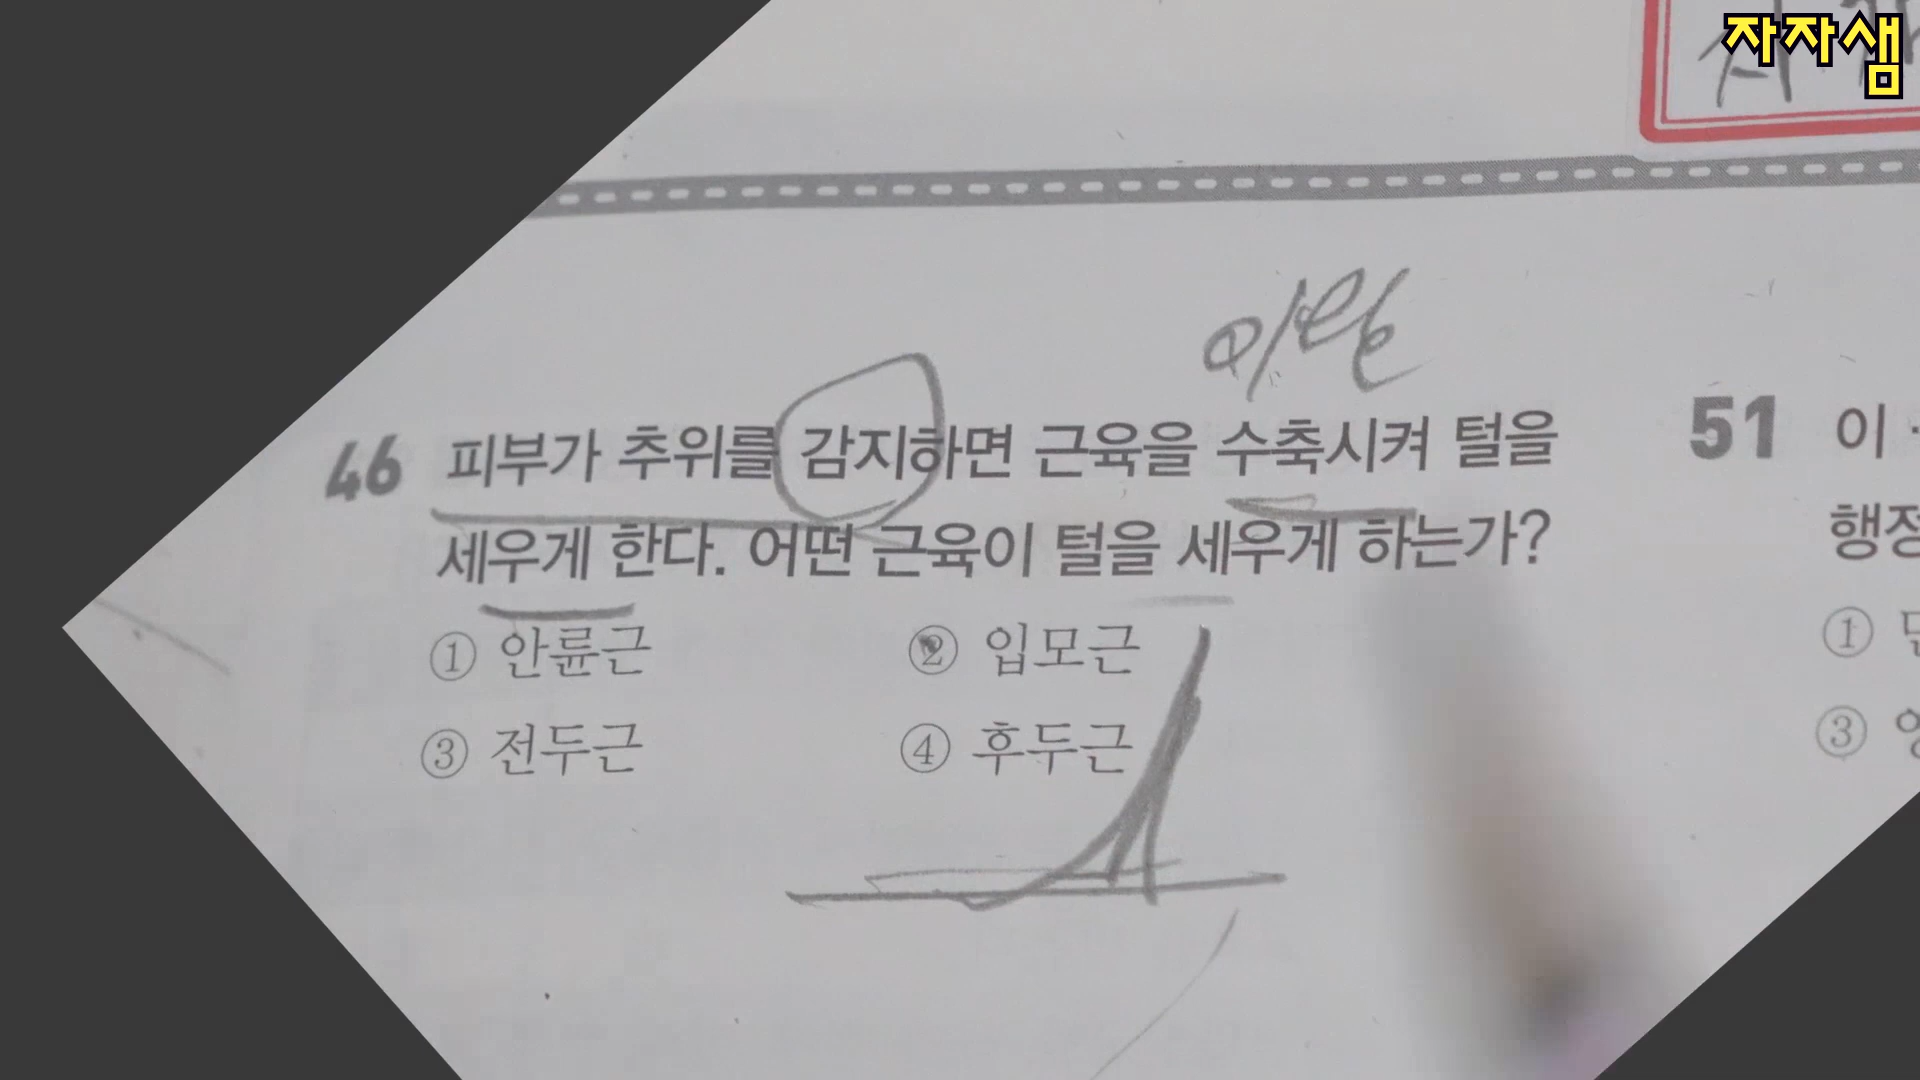 자자샘
46 피부가 추위를 감지하면 근육을 수축시켜 털을
세우게 한다. 어떤 근육이 털을 세우게 하는가?
① 안륜근 ② 입모근
③ 전두근 ④ 후두근
51 이
행정
①
③